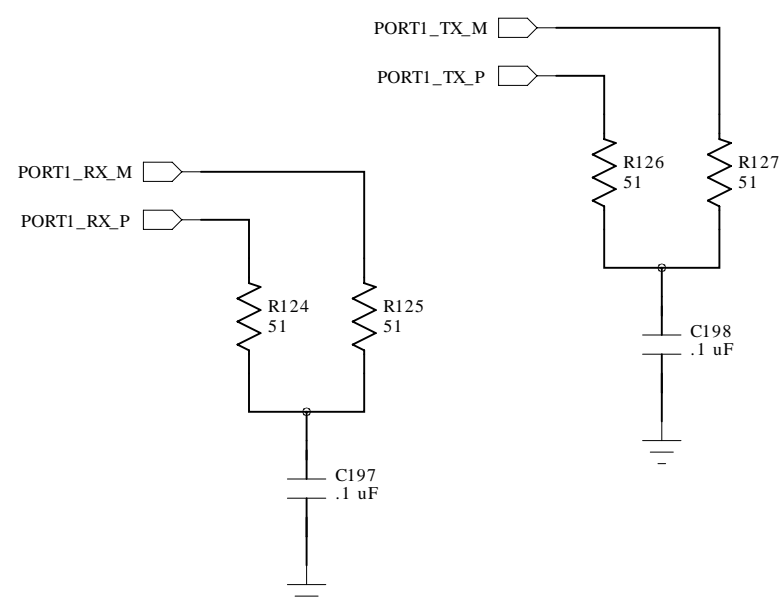 PORT1_TX_M
PORT1_TX_P
R126
51
R127
51
PORT1_RX_M
PORT1_RX_P
R124
51
R125
51
C198
.1 uF
C197
.1 uF